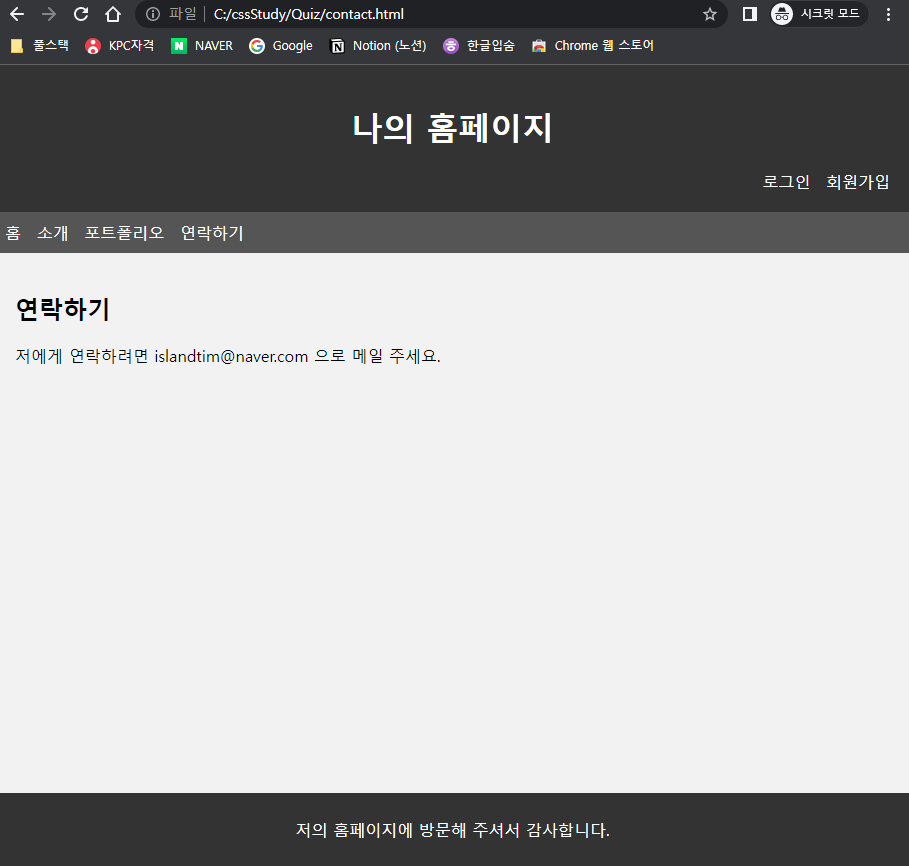 파일 C:/cssStudy/Quiz/contact.html 시크릿 모드
풀스택 KPC자격 N NAVER G Google N Notion (노션) ㅎ 한글입숨 Chrome 웹 스토어
나의 홈페이지
로그인 회원가입
홈 소개 포트폴리오 연락하기
연락하기
저에게 연락하려면 islandtim@naver.com 으로 메일 주세요.
저의 홈페이지에 방문해 주셔서 감사합니다.